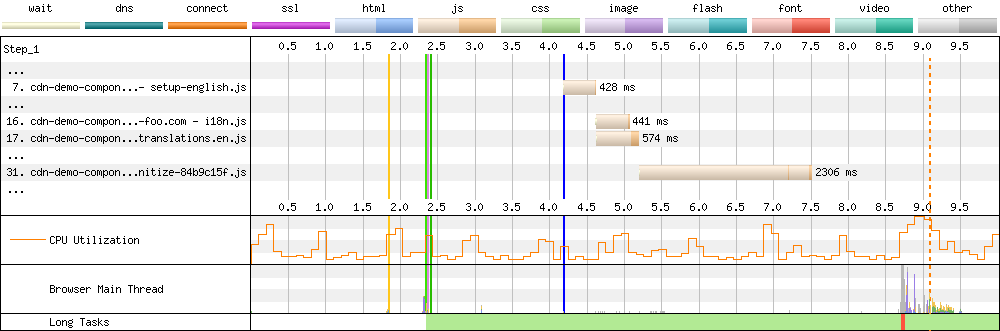 wait dns connect ssl html js css image flash font video other
Step_1 0.5 1.0 1.5 2.0 2.5 3.0 3.5 4.0 4.5 5.0 5.5 6.0 6.5 7.0 7.5 8.0 8.5 9.0 9.5
...
7. cdn-demo-compon...- setup-english.js 428 ms
...
16. cdn-demo-compon...-foo.com - i18n.js 441 ms
17. cdn-demo-compon...translations.en.js 574 ms
...
31. cdn-demo-compon...nitize-84b9c15f.js 2306 ms
...
0.5 1.0 1.5 2.0 2.5 3.0 3.5 4.0 4.5 5.0 5.5 6.0 6.5 7.0 7.5 8.0 8.5 9.0 9.5
CPU Utilization
Browser Main Thread
Long Tasks